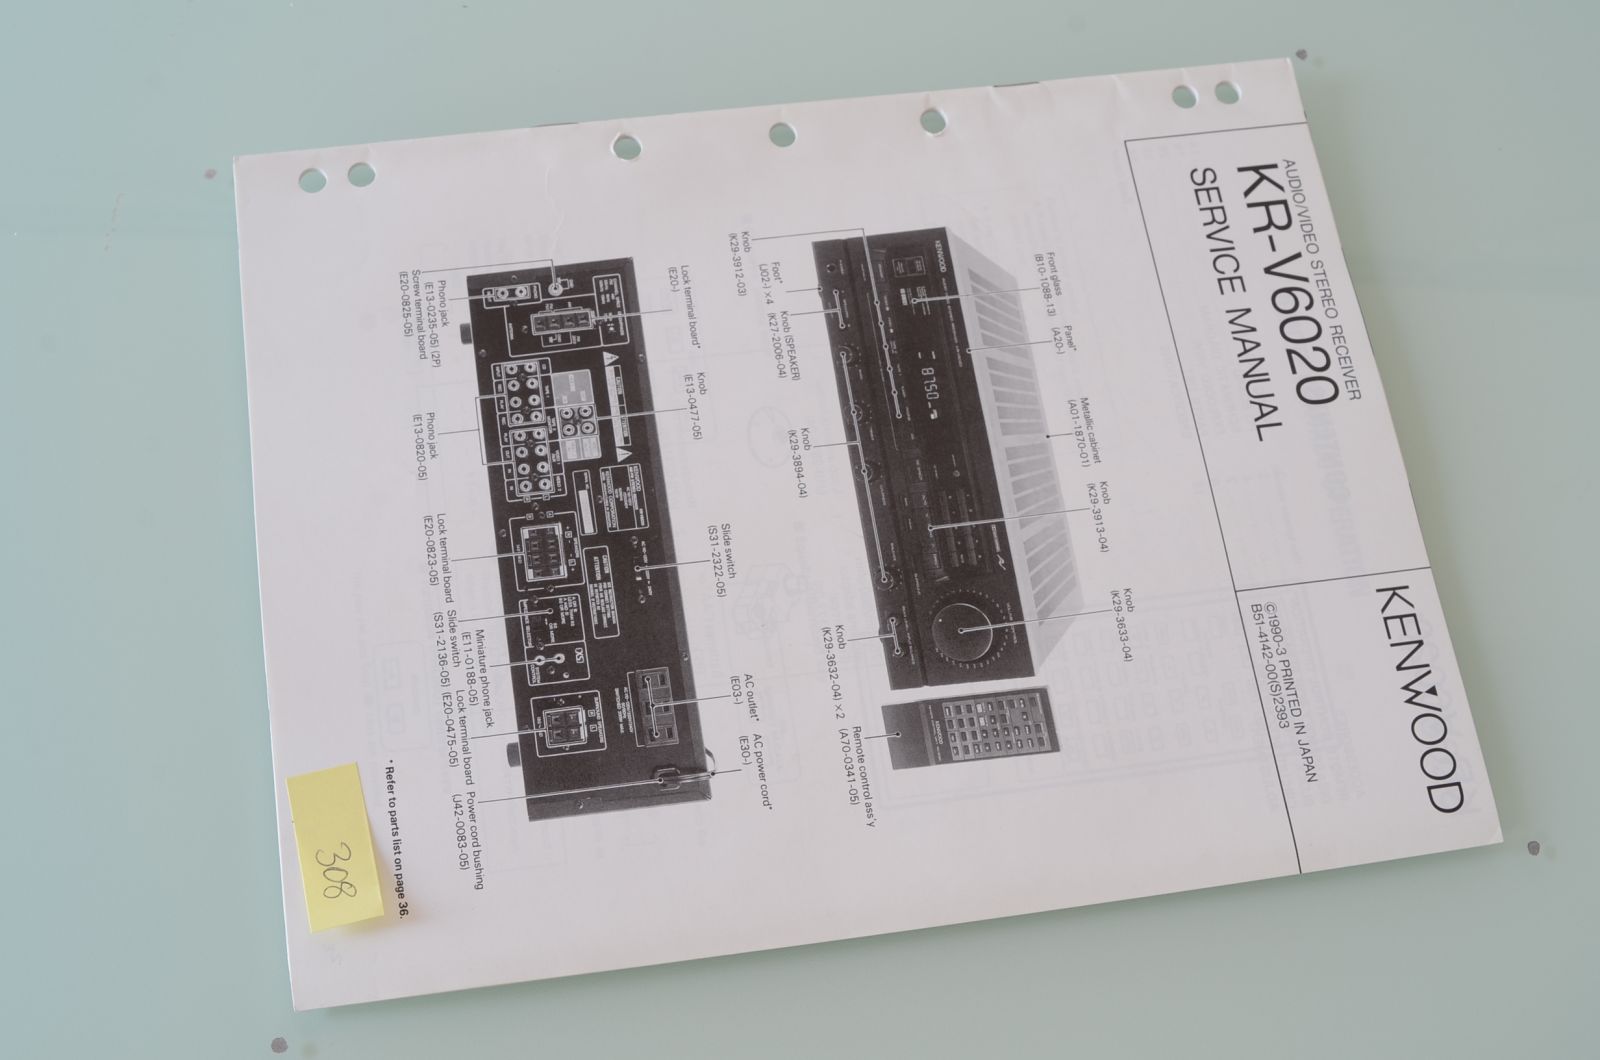 AUDIO/VIDEO STEREO RECEIVER
KR-V6020
SERVICE MANUAL
KENWOOD
©1990-3 PRINTED IN JAPAN
B51-4142-00(S)2393
Front glass
(B10-1088-13)
Panel*
(A20-)
Metallic cabinet
(A01-1870-01)
Knob
(K29-3913-04)
Knob
(K29-3633-04)
KENWOOD
87.50
Knob
(K29-3912-03)
Foot*
(J02-) ×4
Knob (SPEAKER)
(K27-2006-04)
Knob
(K29-3894-04)
Knob
(K29-3632-04) ×2
Remote control ass'y
(A70-0341-05)
Lock terminal board*
(E20-)
Knob
(E13-0477-05)
Slide switch
(S31-2322-05)
AC outlet*
(E03-)
AC power cord*
(E30-)
Phono jack
(E13-0235-05) (2P)
Screw terminal board
(E20-0825-05)
Phono jack
(E13-0820-05)
Lock terminal board
(E20-0823-05)
Miniature phone jack
(E11-0188-05)
Slide switch
(S31-2136-05)
Lock terminal board
(E20-0475-05)
Power cord bushing
(J42-0083-05)
* Refer to parts list on page 36.
308